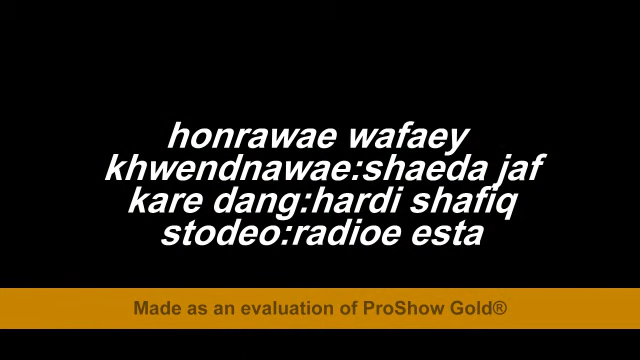 honrawae wafaey
khwendnawae:shaeda jaf
kare dang:hardi shafiq
stodeo:radioe esta
Made as an evaluation of ProShow Gold®